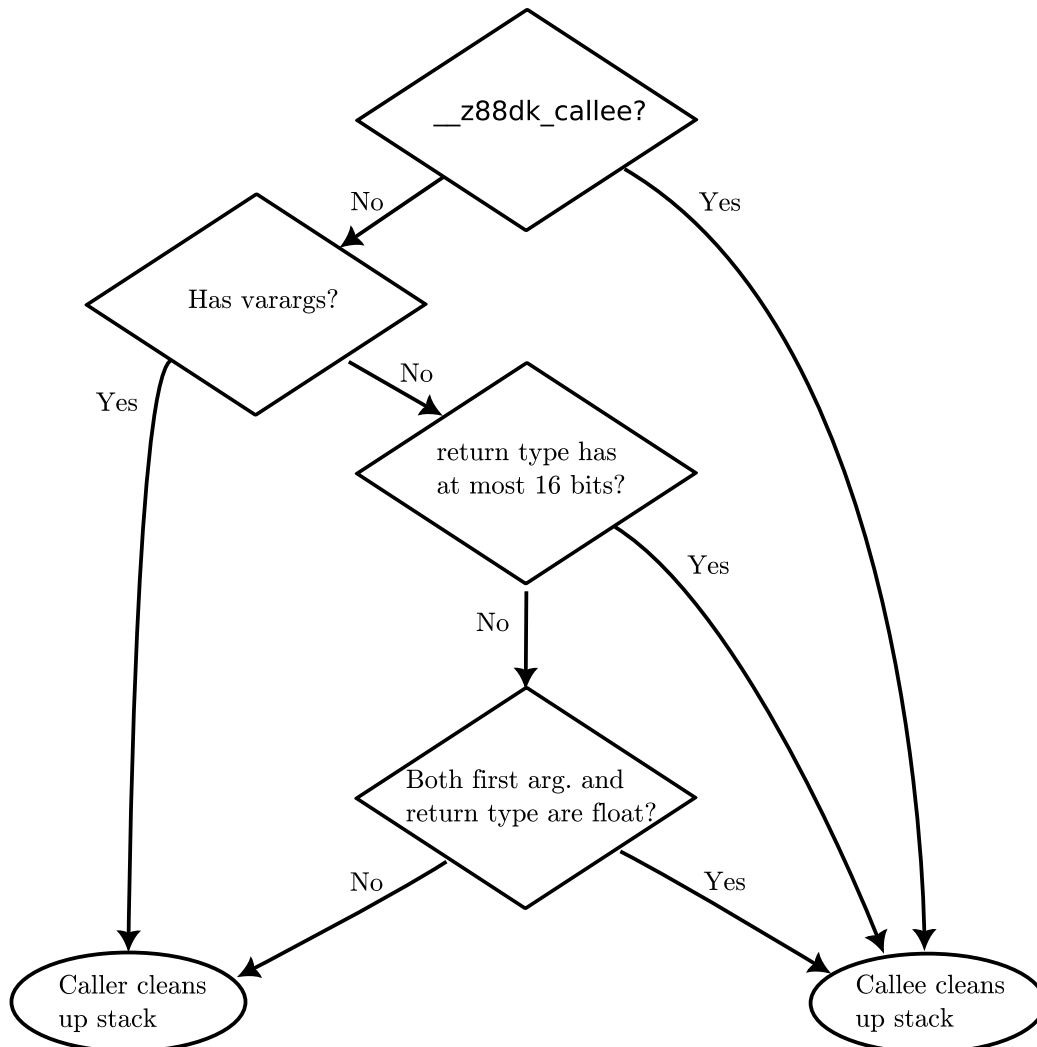 __z88dk_callee?
No
Yes
Has varargs?
No
Yes
return type has
at most 16 bits?
Yes
No
Both first arg. and
return type are float?
No
Yes
Caller cleans
up stack
Callee cleans
up stack